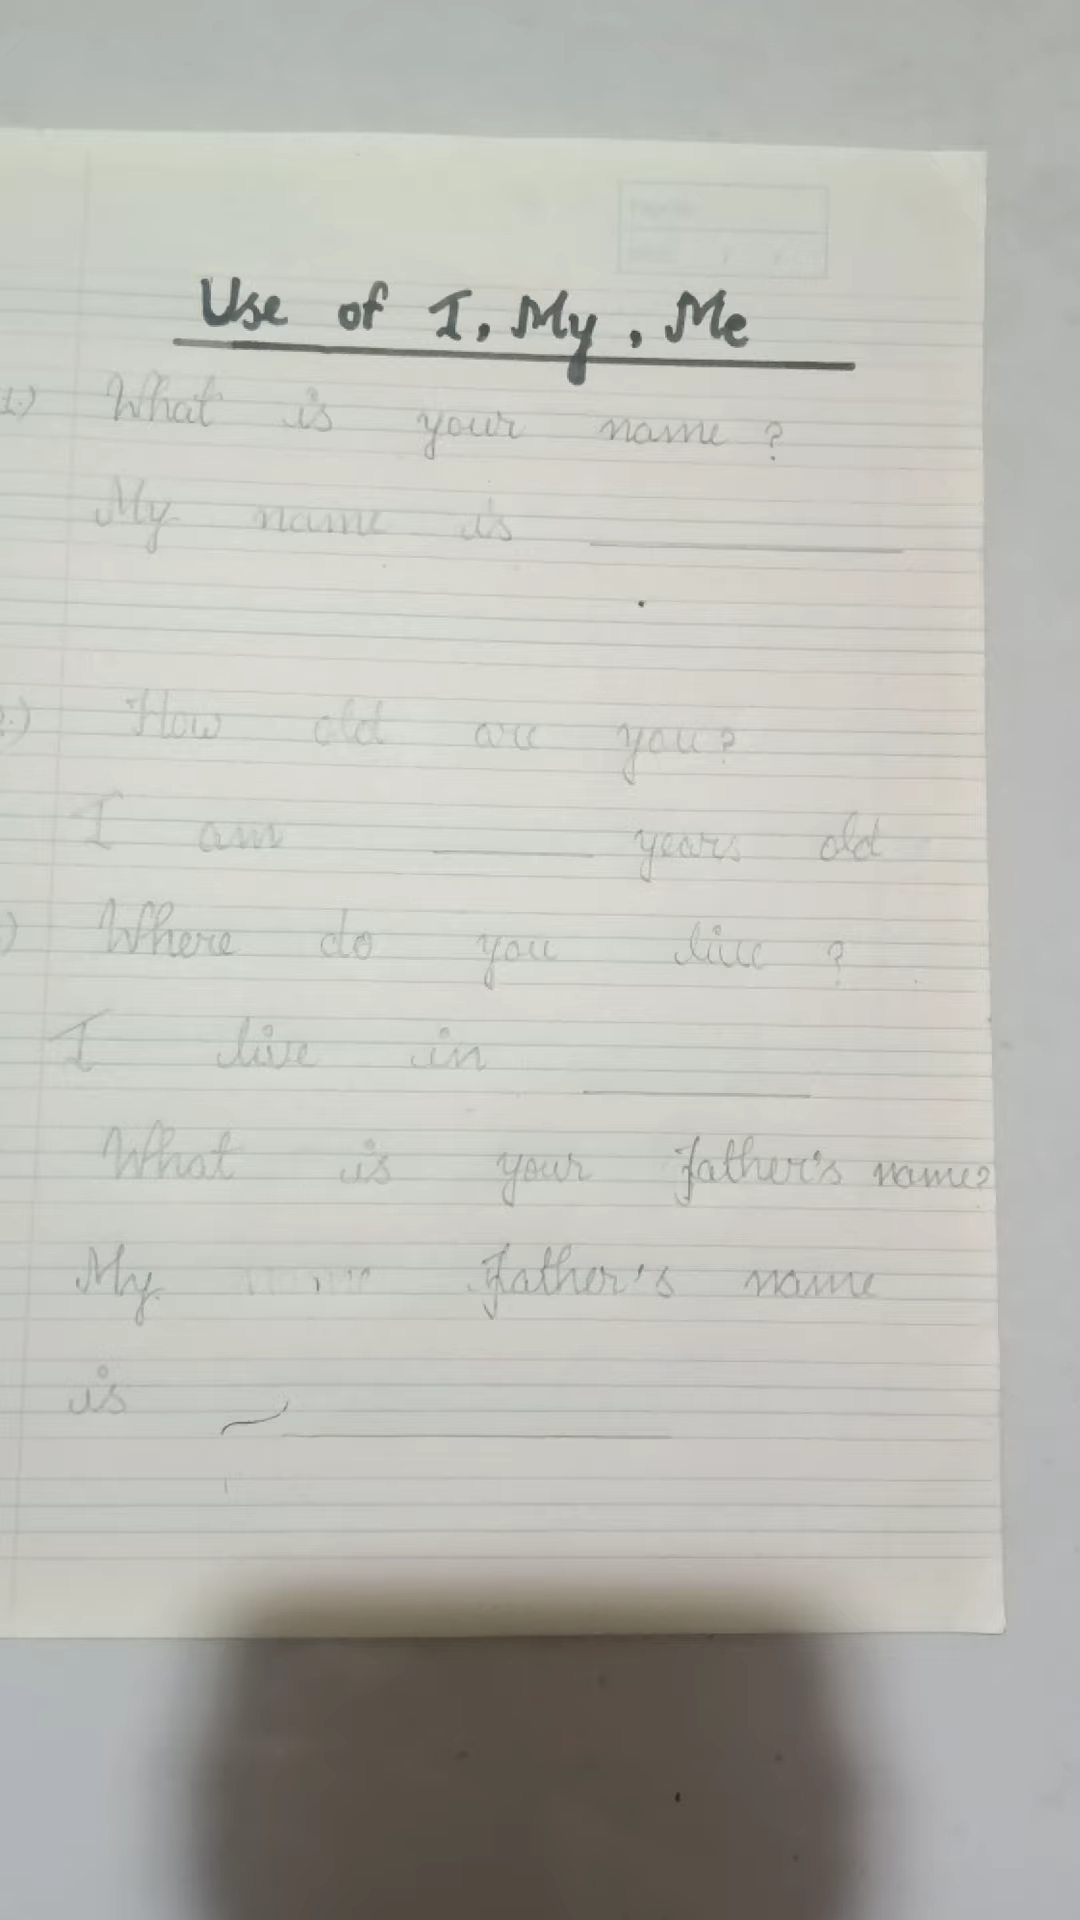 Use of I, My, Me
1.) What is your name?
My name is
How old are you?
I am years old
Where do you live?
I live in
What is your father's name?
My father's name
is